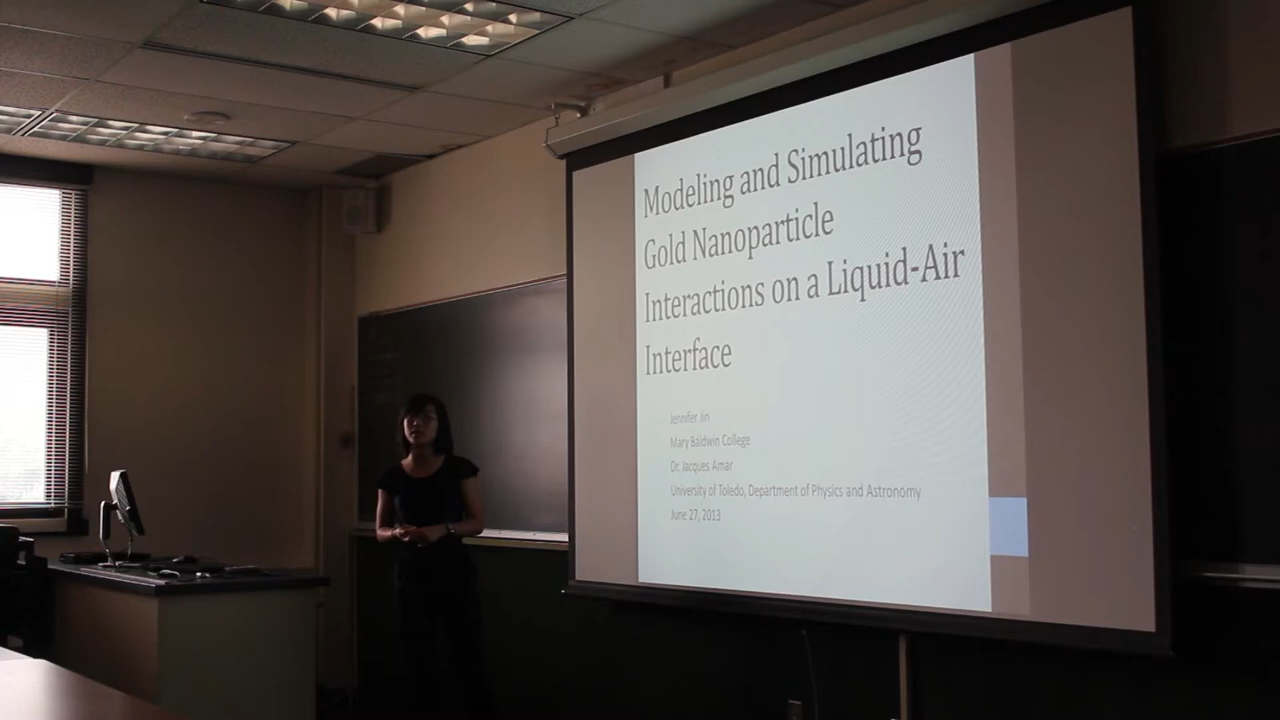 Modeling and Simulating
Gold Nanoparticle
Interactions on a Liquid-Air
Interface
Jennifer Jin
Mary Baldwin College
Dr. Jacques Amar
University of Toledo, Department of Physics and Astronomy
June 27, 2013